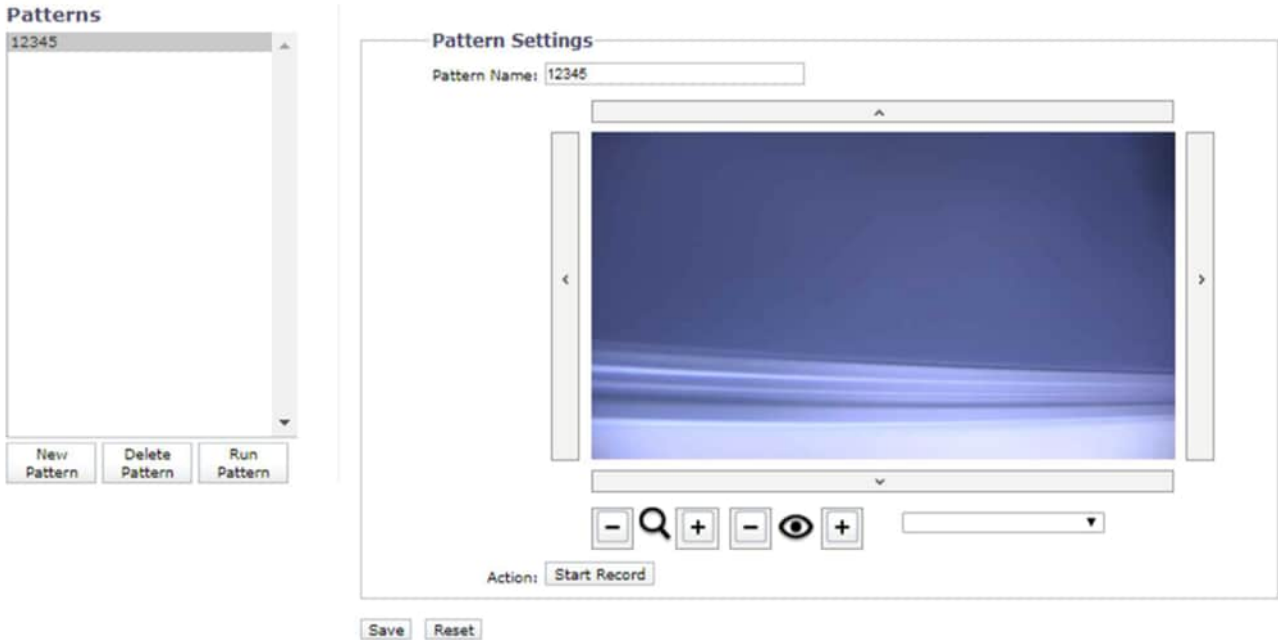 Patterns
12345
New Pattern
Delete Pattern
Run Pattern
Pattern Settings
Pattern Name: 12345
Action: Start Record
Save Reset